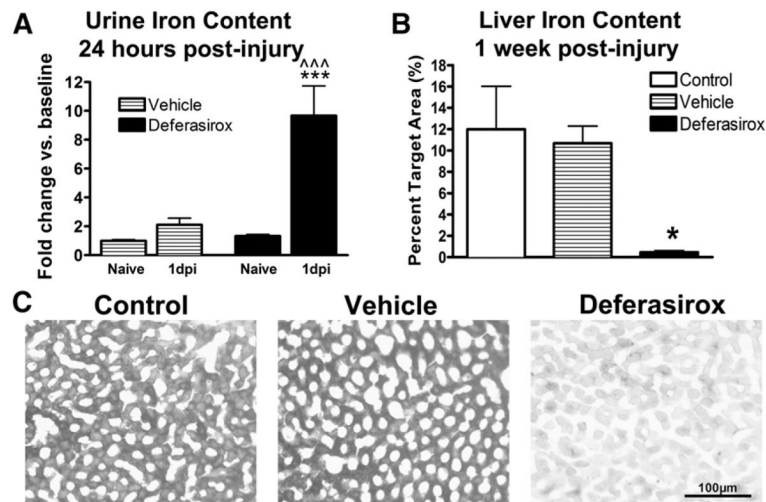 A
Urine Iron Content
24 hours post-injury
Fold change vs. baseline
12
10
8
6
4
2
0
Vehicle
Deferasirox
^^^
***
Naive
1dpi
Naive
1dpi
B
Liver Iron Content
1 week post-injury
Percent Target Area (%)
18
16
14
12
10
8
6
4
2
0
Control
Vehicle
Deferasirox
*
C
Control
Vehicle
Deferasirox
100µm